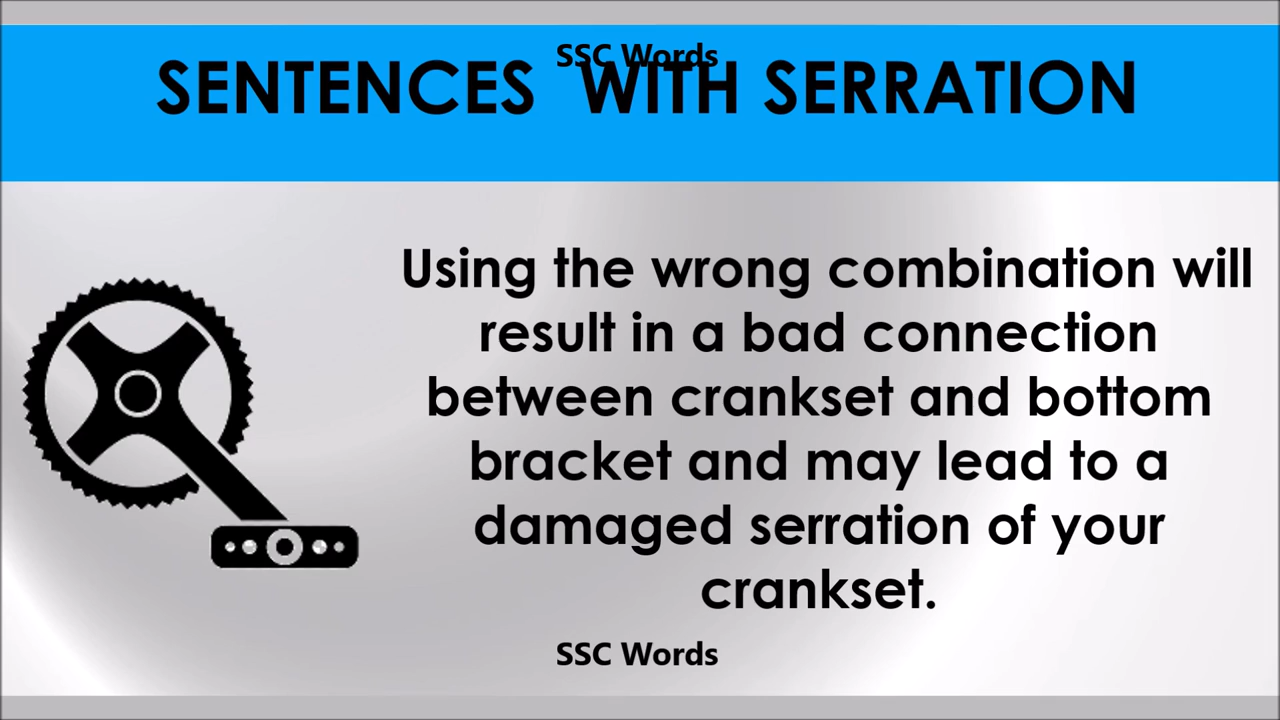 SSC Words
SENTENCES WITH SERRATION
Using the wrong combination will
result in a bad connection
between crankset and bottom
bracket and may lead to a
damaged serration of your
crankset.
SSC Words